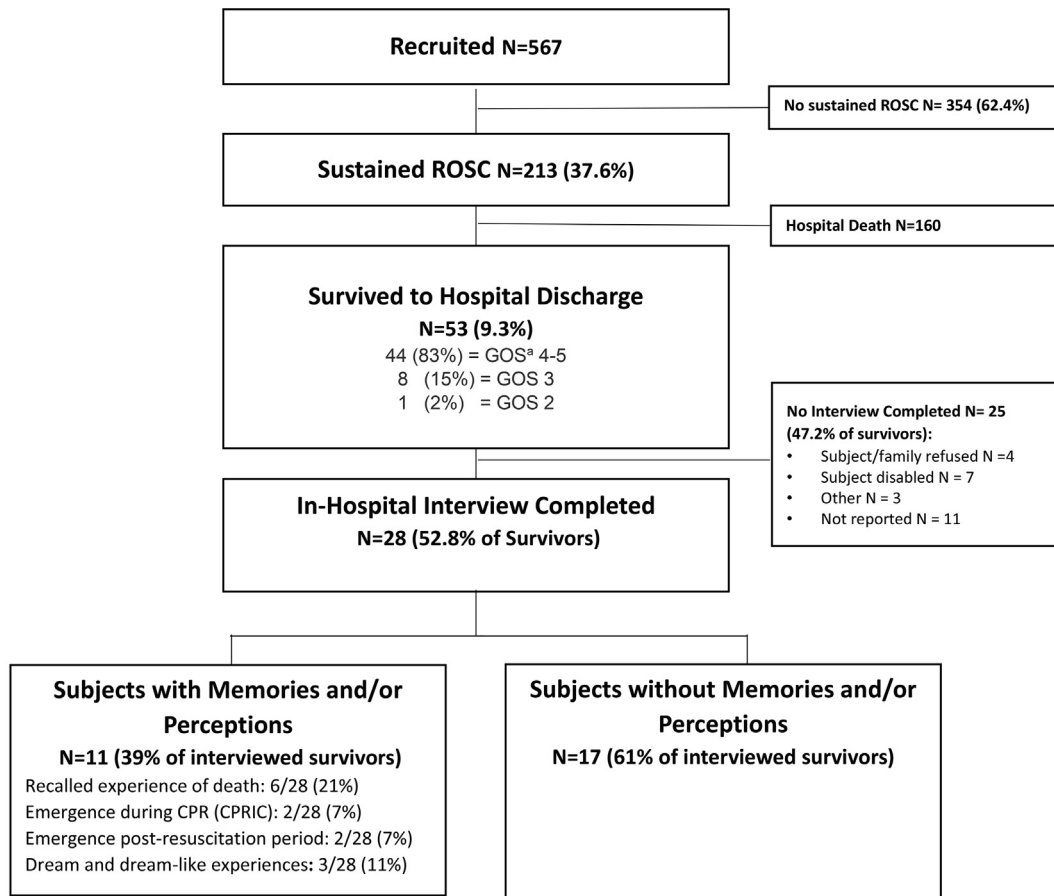 Recruited N=567
No sustained ROSC N= 354 (62.4%)
Sustained ROSC N=213 (37.6%)
Hospital Death N=160
Survived to Hospital Discharge
N=53 (9.3%)
44 (83%) = GOSª 4-5
8 (15%) = GOS 3
1 (2%) = GOS 2
No Interview Completed N= 25
(47.2% of survivors):
• Subject/family refused N =4
• Subject disabled N = 7
• Other N = 3
• Not reported N = 11
In-Hospital Interview Completed
N=28 (52.8% of Survivors)
Subjects with Memories and/or
Perceptions
N=11 (39% of interviewed survivors)
Recalled experience of death: 6/28 (21%)
Emergence during CPR (CPRIC): 2/28 (7%)
Emergence post-resuscitation period: 2/28 (7%)
Dream and dream-like experiences: 3/28 (11%)
Subjects without Memories and/or
Perceptions
N=17 (61% of interviewed survivors)